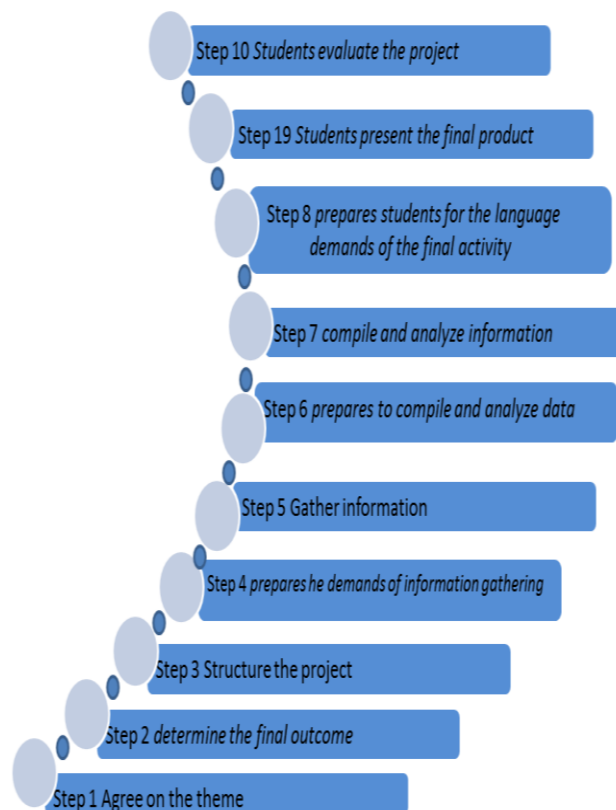 Step 10 Students evaluate the project
Step 19 Students present the final product
Step 8 prepares students for the language
demands of the final activity
Step 7 compile and analyze information
Step 6 prepares to compile and analyze data
Step 5 Gather information
Step 4 prepares he demands of information gathering
Step 3 Structure the project
Step 2 determine the final outcome
Step 1 Agree on the theme